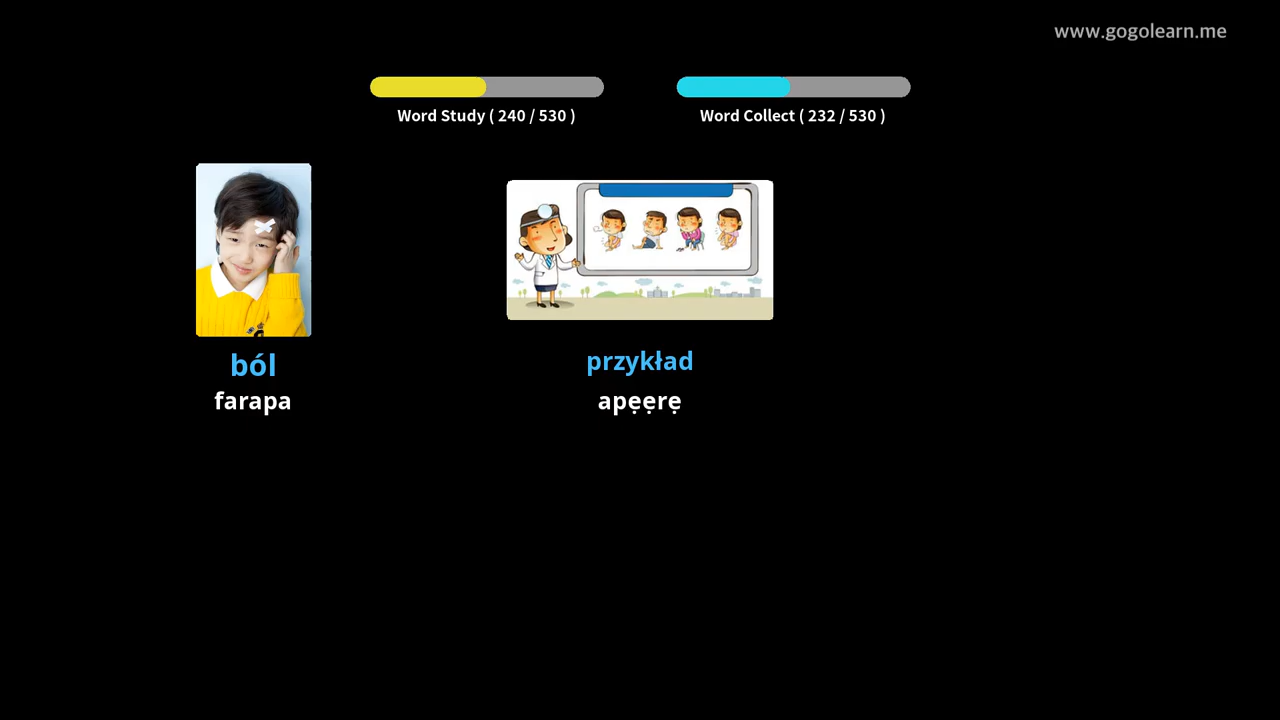 www.gogolearn.me
Word Study ( 240 / 530 )
Word Collect ( 232 / 530 )
ból
farapa
przykład
apẹẹrẹ